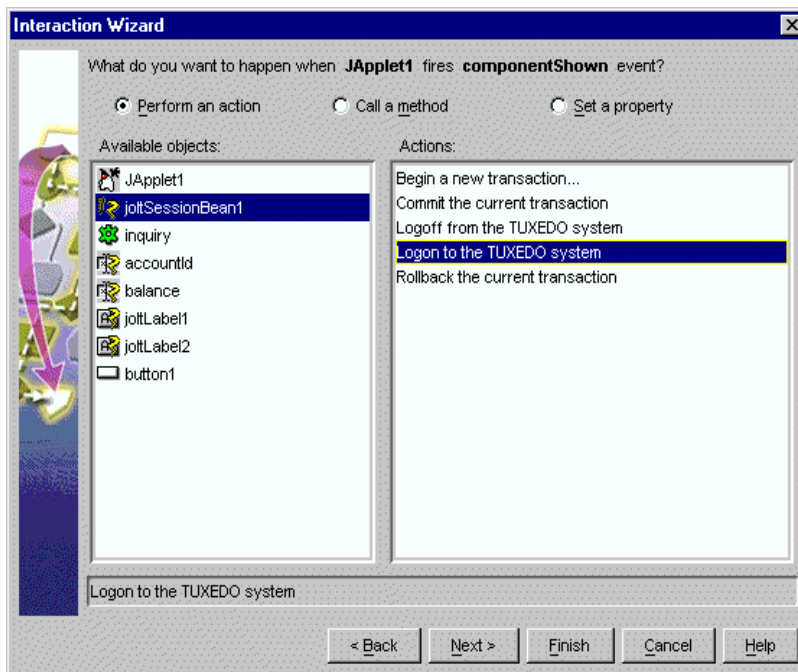 Interaction Wizard
What do you want to happen when JApplet1 fires componentShown event?
Perform an action
Call a method
Set a property
Available objects:
JApplet1
joltSessionBean1
inquiry
accountId
balance
joltLabel1
joltLabel2
button1
Actions:
Begin a new transaction...
Commit the current transaction
Logoff from the TUXEDO system
Logon to the TUXEDO system
Rollback the current transaction
Logon to the TUXEDO system
< Back
Next >
Finish
Cancel
Help